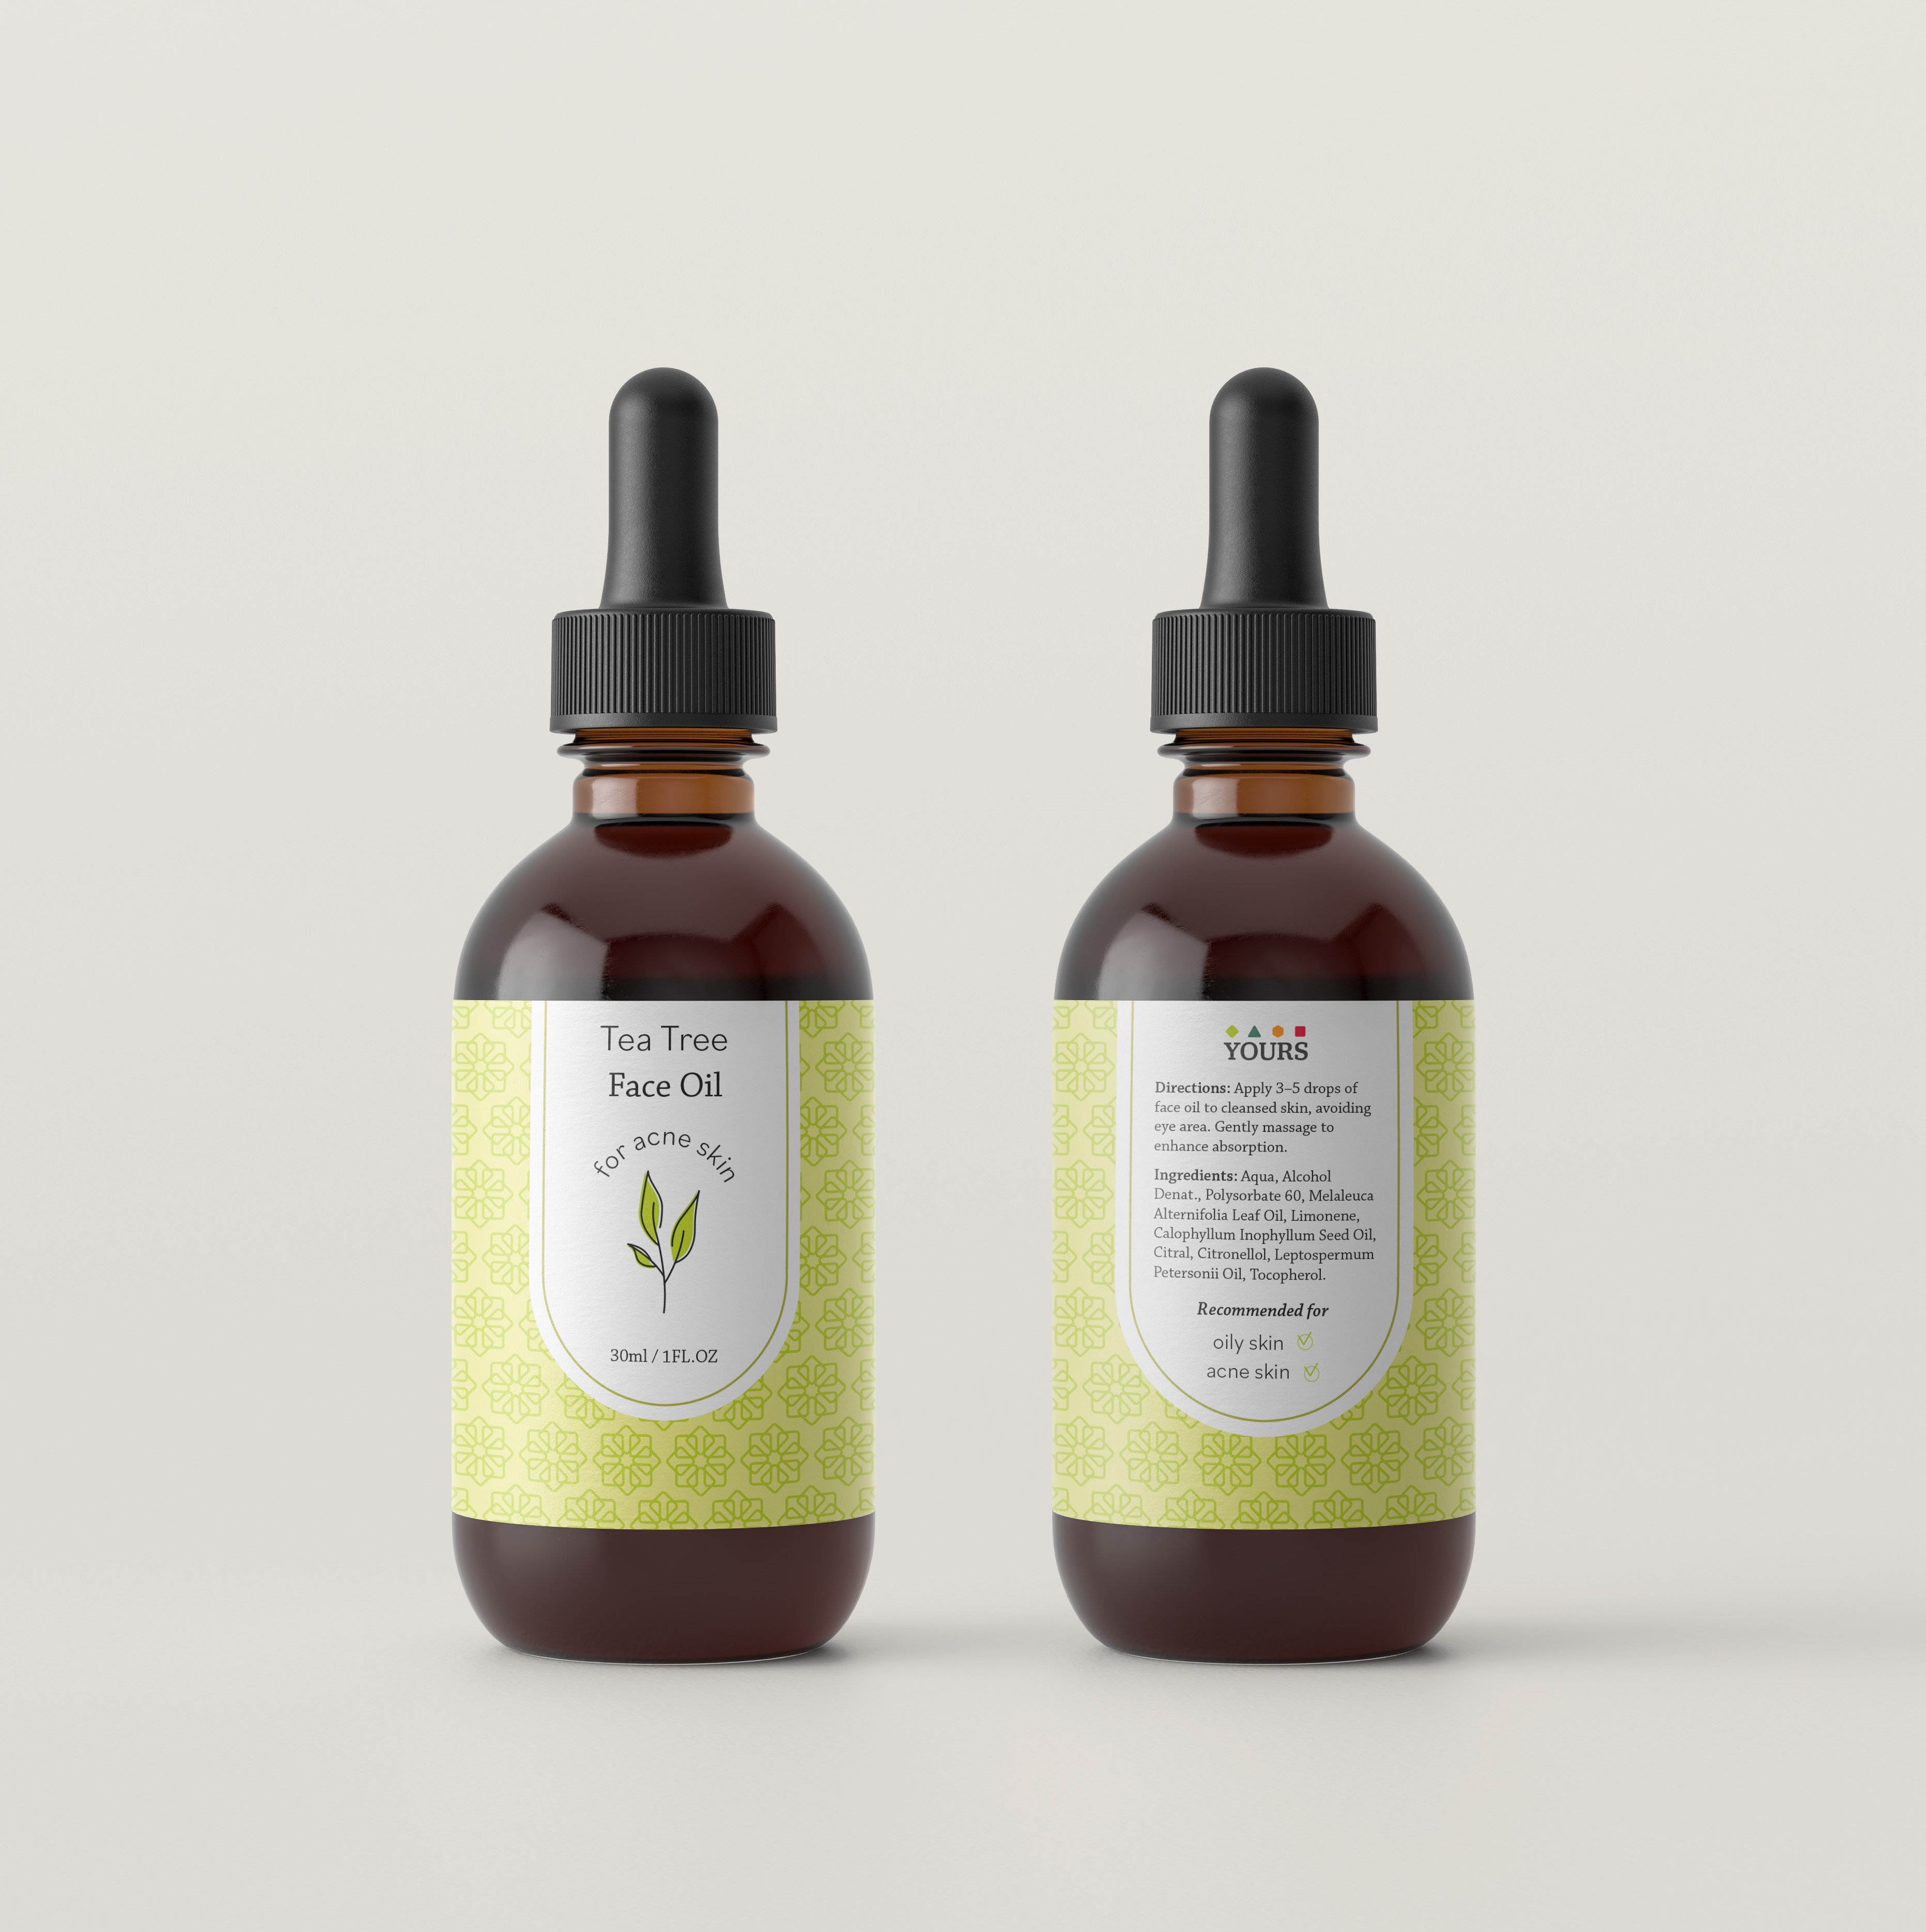 Tea Tree
Face Oil
for acne skin
30ml / 1FL.OZ
YOURS
Directions: Apply 3–5 drops of
face oil to cleansed skin, avoiding
eye area. Gently massage to
enhance absorption.
Ingredients: Aqua, Alcohol
Denat., Polysorbate 60, Melaleuca
Alternifolia Leaf Oil, Limonene,
Calophyllum Inophyllum Seed Oil,
Citral, Citronellol, Leptospermum
Petersonii Oil, Tocopherol.
Recommended for
oily skin
acne skin